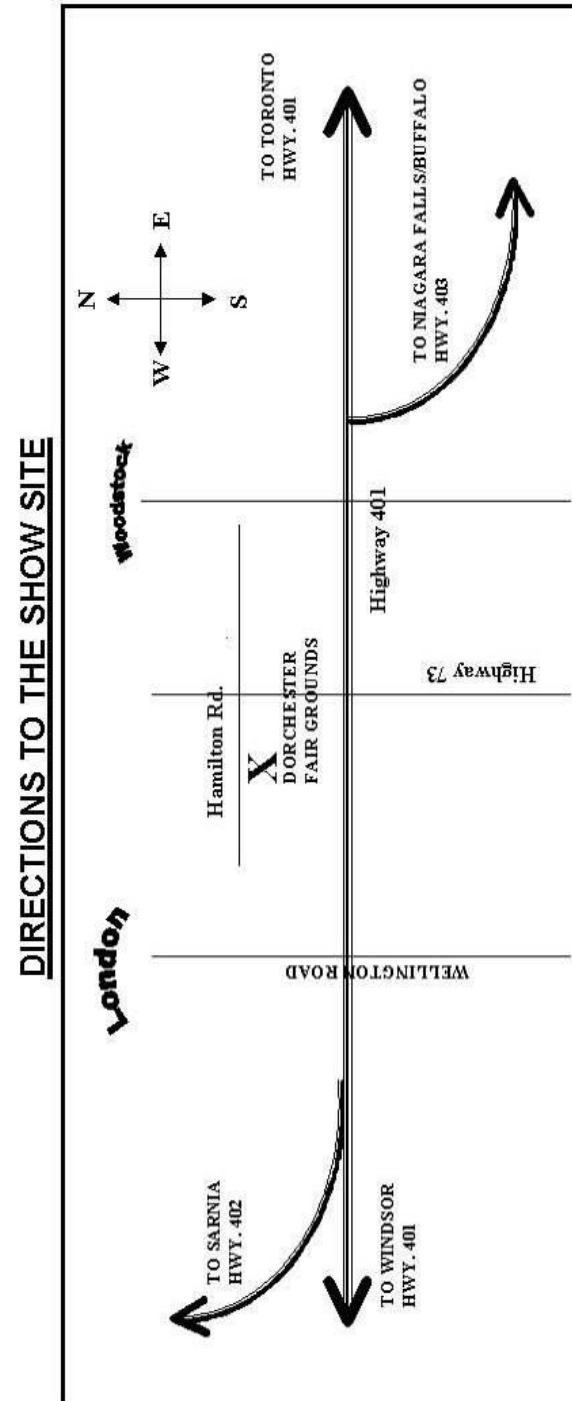 DIRECTIONS TO THE SHOW SITE
London
Woodstock
N
W
E
S
TO SARNIA
HWY. 402
Hamilton Rd.
X
DORCHESTER
FAIR GROUNDS
TO TORONTO
HWY. 401
WELLINGTON ROAD
Highway 401
TO WINDSOR
HWY. 401
Highway 73
TO NIAGARA FALLS/BUFFALO
HWY. 403